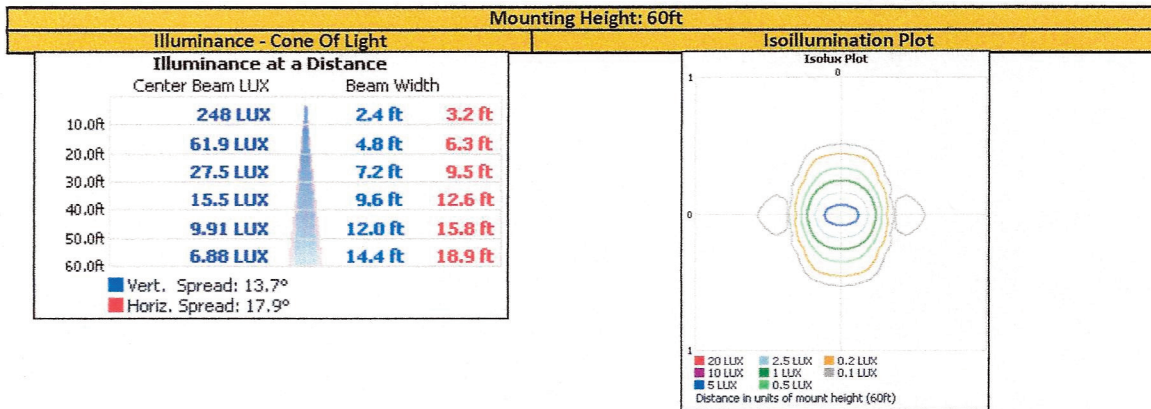 Mounting Height: 60ft
Illuminance - Cone Of Light
Isoillumination Plot
Illuminance at a Distance
Center Beam LUX Beam Width
10.0ft 248 LUX 2.4 ft 3.2 ft
20.0ft 61.9 LUX 4.8 ft 6.3 ft
30.0ft 27.5 LUX 7.2 ft 9.5 ft
40.0ft 15.5 LUX 9.6 ft 12.6 ft
50.0ft 9.91 LUX 12.0 ft 15.8 ft
60.0ft 6.88 LUX 14.4 ft 18.9 ft
Vert. Spread: 13.7°
Horiz. Spread: 17.9°
Isolux Plot
0
1
0
1
20 LUX 2.5 LUX 0.2 LUX
10 LUX 1 LUX 0.1 LUX
5 LUX 0.5 LUX
Distance in units of mount height (60ft)